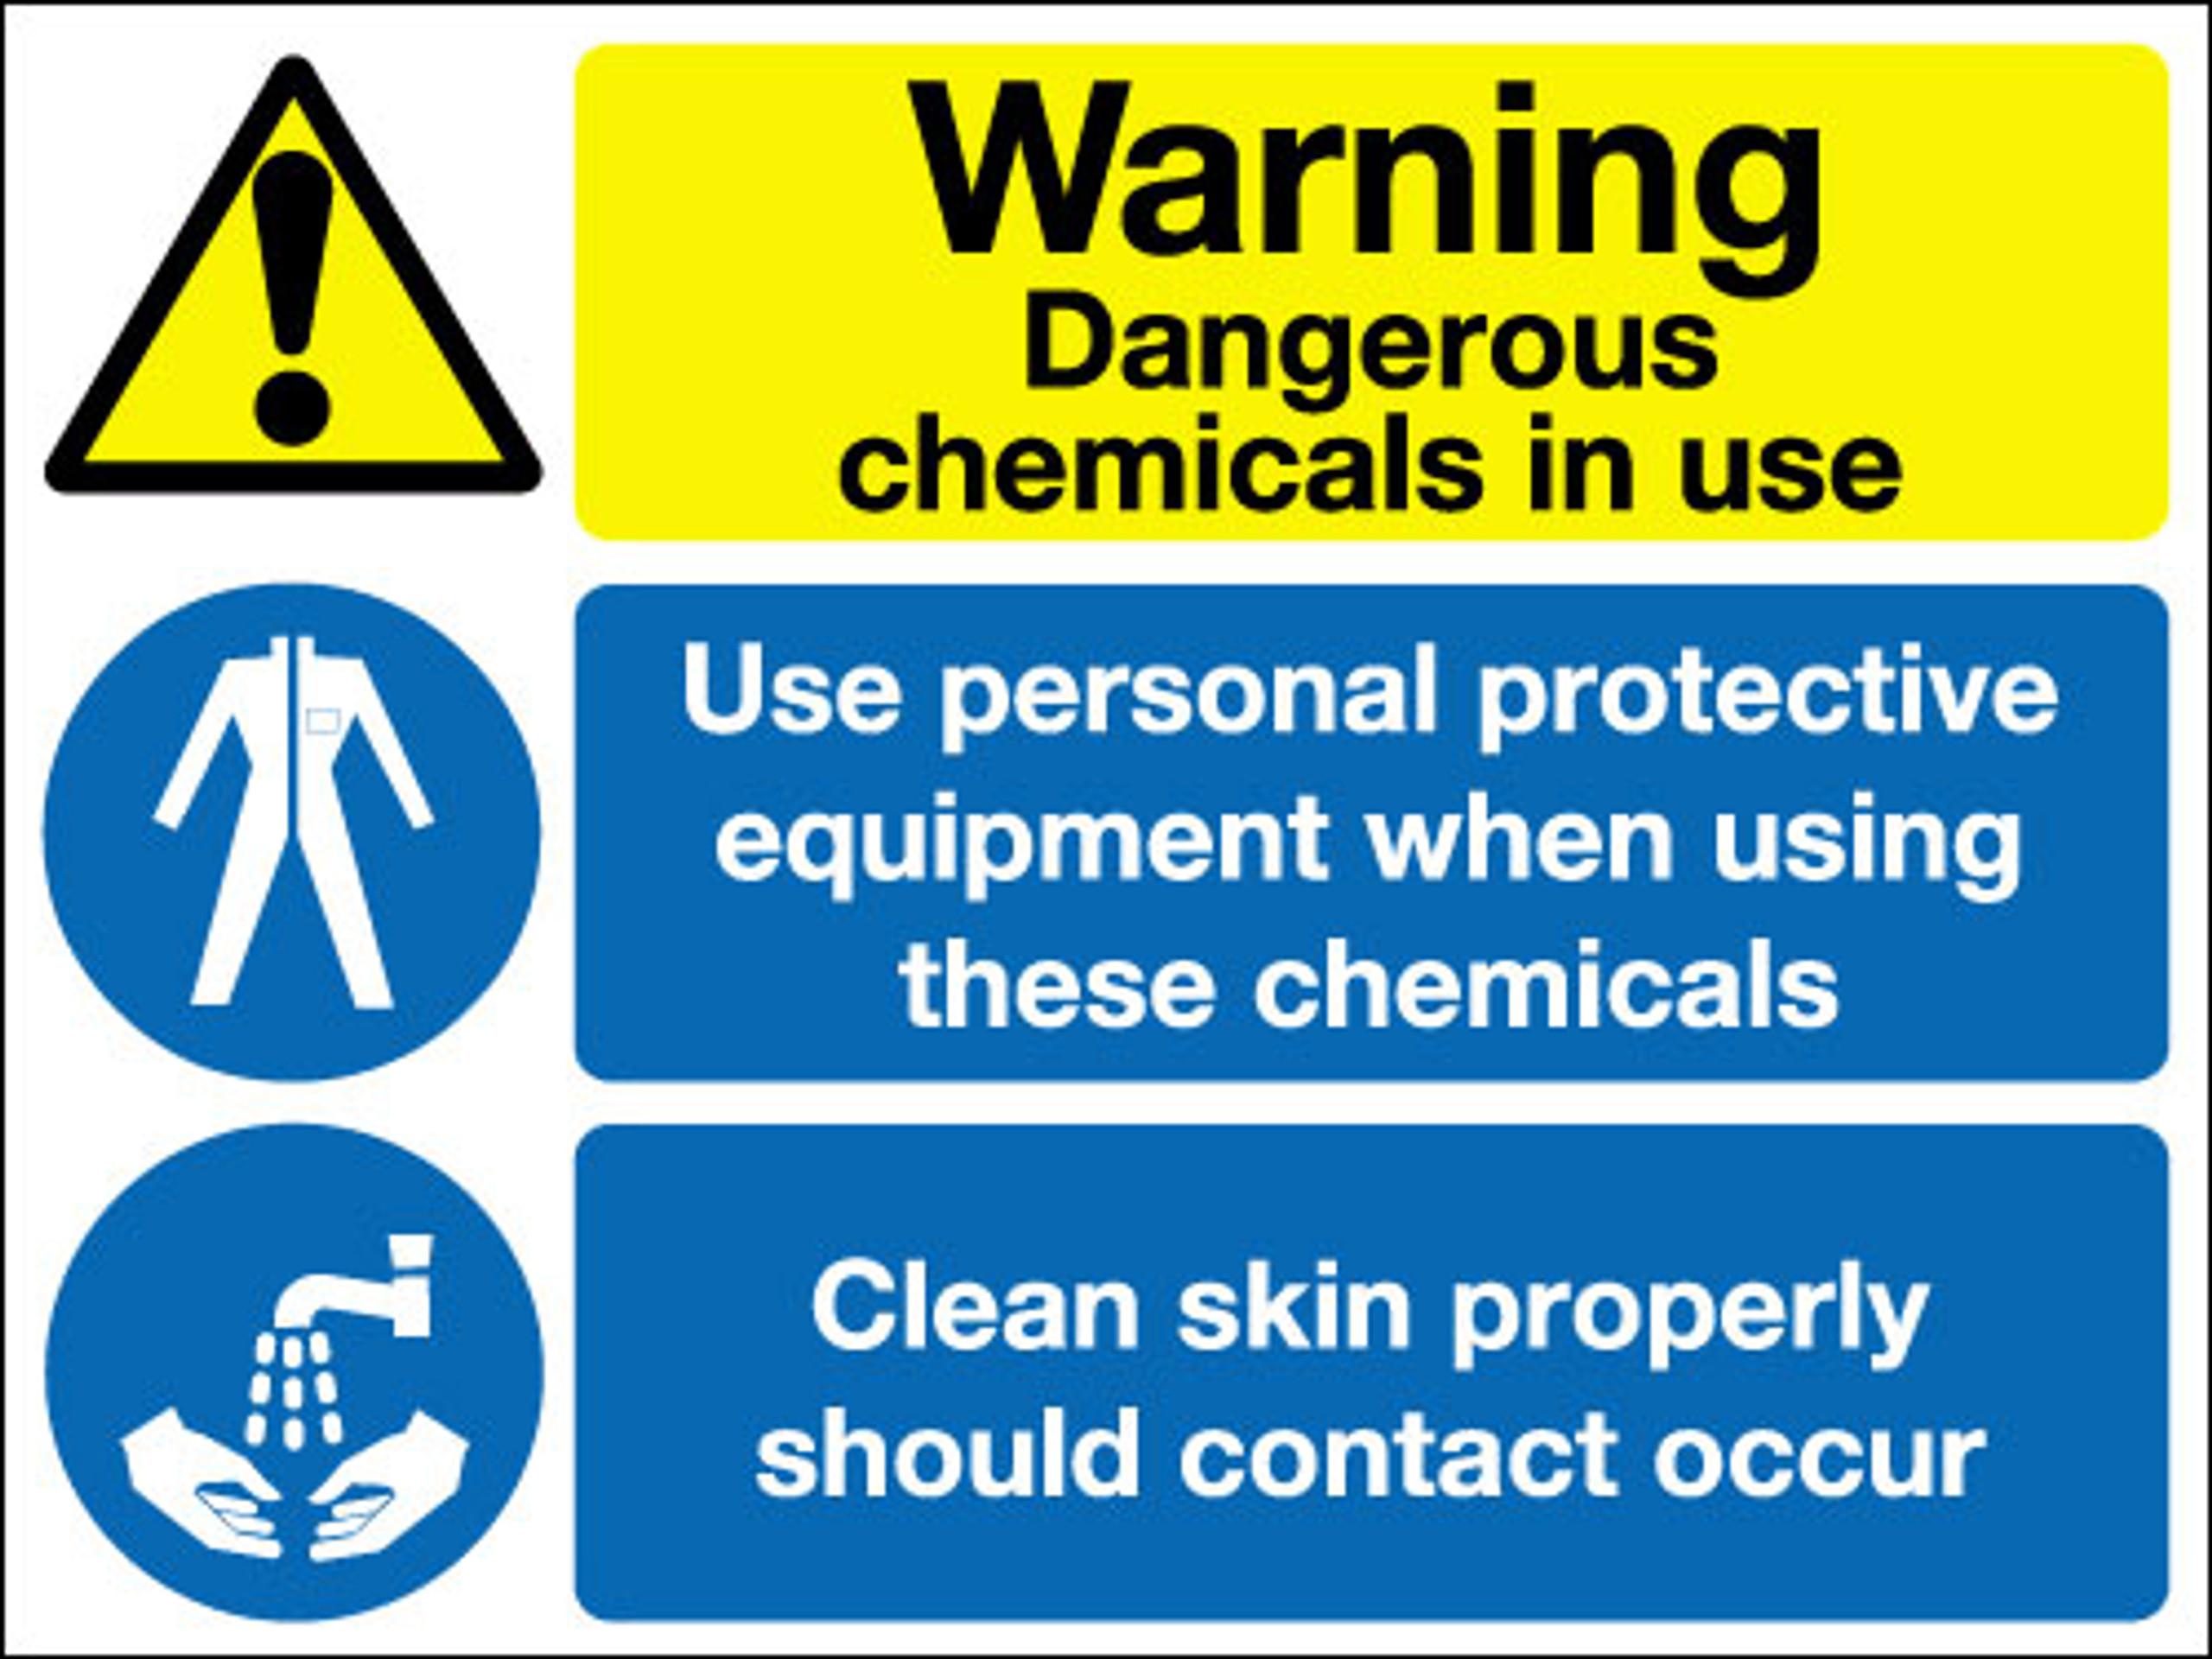 Warning
Dangerous
chemicals in use
Use personal protective
equipment when using
these chemicals
Clean skin properly
should contact occur